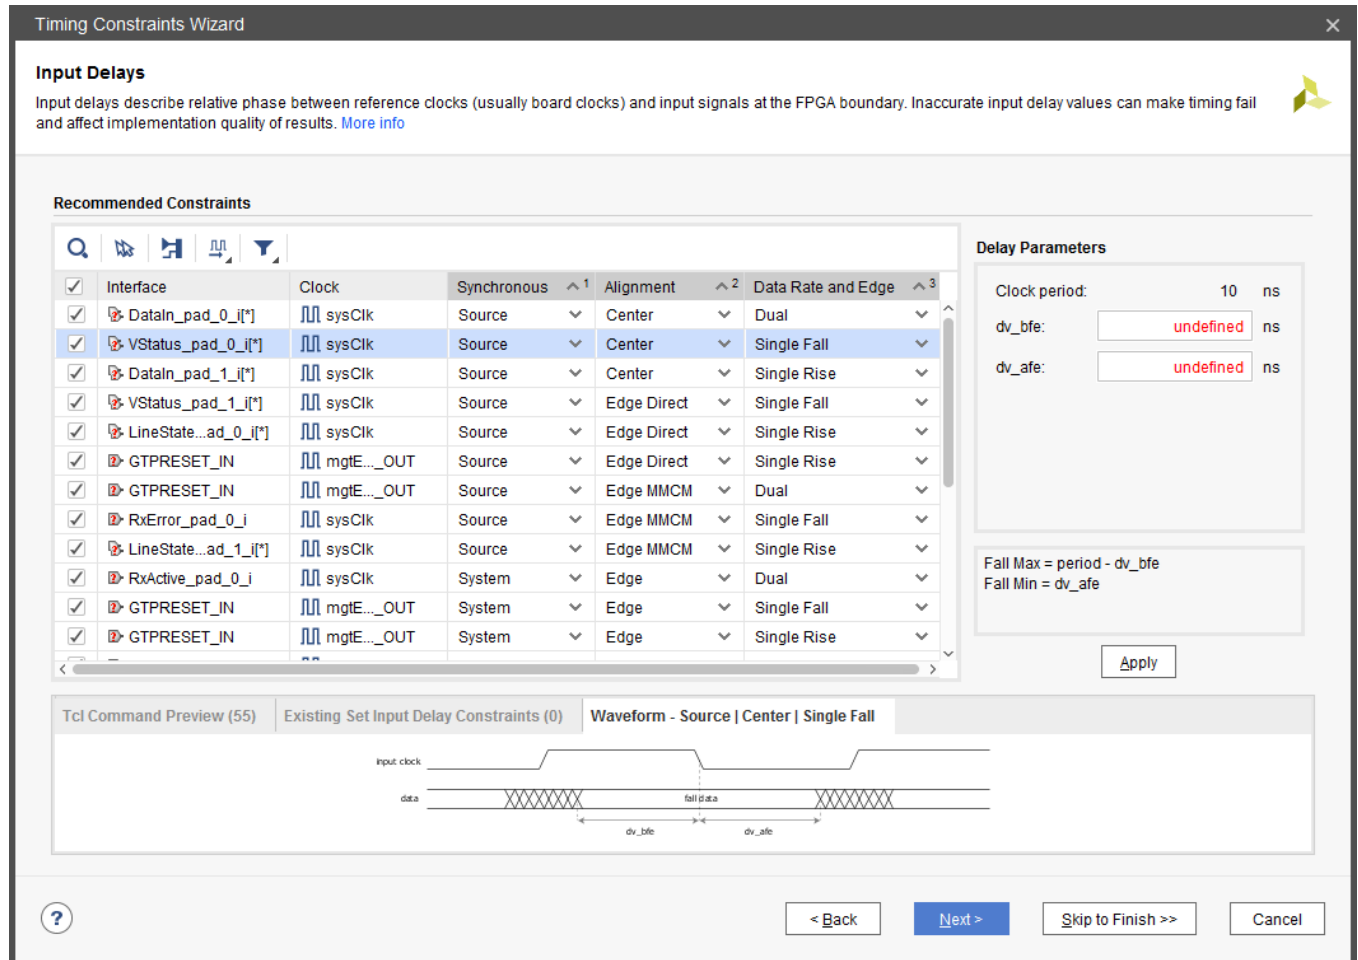 Timing Constraints Wizard
Input Delays
Input delays describe relative phase between reference clocks (usually board clocks) and input signals at the FPGA boundary. Inaccurate input delay values can make timing fail
and affect implementation quality of results. More info
Recommended Constraints
Interface Clock Synchronous 1 Alignment 2 Data Rate and Edge 3
DataIn_pad_0_i[*] sysClk Source Center Dual
VStatus_pad_0_i[*] sysClk Source Center Single Fall
DataIn_pad_1_i[*] sysClk Source Center Single Rise
VStatus_pad_1_i[*] sysClk Source Edge Direct Single Fall
LineState...ad_0_i[*] sysClk Source Edge Direct Single Rise
GTPRESET_IN mgtE..._OUT Source Edge Direct Single Rise
GTPRESET_IN mgtE..._OUT Source Edge MMCM Dual
RxError_pad_0_i sysClk Source Edge MMCM Single Fall
LineState...ad_1_i[*] sysClk Source Edge MMCM Single Rise
RxActive_pad_0_i sysClk System Edge Dual
GTPRESET_IN mgtE..._OUT System Edge Single Fall
GTPRESET_IN mgtE..._OUT System Edge Single Rise
Delay Parameters
Clock period: 10 ns
dv_bfe: undefined ns
dv_afe: undefined ns
Fall Max = period - dv_bfe
Fall Min = dv_afe
Apply
Tcl Command Preview (55) Existing Set Input Delay Constraints (0) Waveform - Source | Center | Single Fall
input clock
data fall data
dv_bfe dv_afe
? < Back Next > Skip to Finish >> Cancel